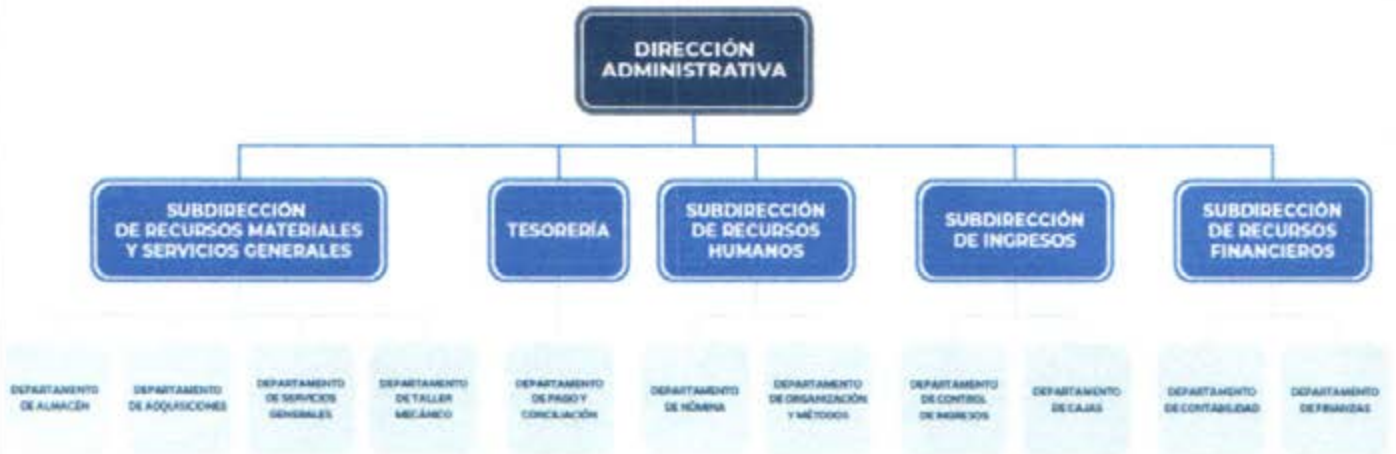 DIRECCIÓN
ADMINISTRATIVA
SUBDIRECCIÓN
DE RECURSOS MATERIALES
Y SERVICIOS GENERALES
TESORERÍA
SUBDIRECCIÓN
DE RECURSOS
HUMANOS
SUBDIRECCIÓN
DE INGRESOS
SUBDIRECCIÓN
DE RECURSOS
FINANCIEROS
DEPARTAMENTO
DE ALMACÉN
DEPARTAMENTO
DE ADQUISICIONES
DEPARTAMENTO
DE SERVICIOS
GENERALES
DEPARTAMENTO
DE TALLER
MECÁNICO
DEPARTAMENTO
DE PAGO Y
CONCILIACIÓN
DEPARTAMENTO
DE NÓMINA
DEPARTAMENTO
DE ORGANIZACIÓN
Y MÉTODOS
DEPARTAMENTO
DE CONTROL
DE INGRESOS
DEPARTAMENTO
DE CAJAS
DEPARTAMENTO
DE CONTABILIDAD
DEPARTAMENTO
DE FINANZAS